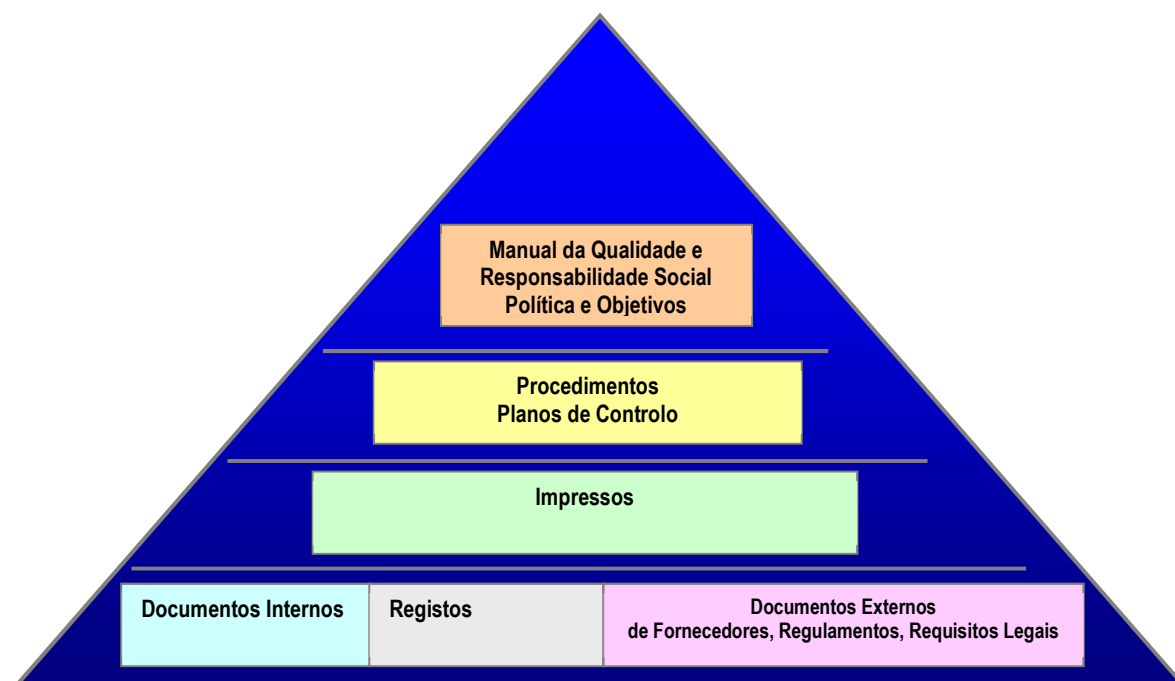 Manual da Qualidade e
Responsabilidade Social
Política e Objetivos
Procedimentos
Planos de Controlo
Impressos
Documentos Internos
Registos
Documentos Externos
de Fornecedores, Regulamentos, Requisitos Legais